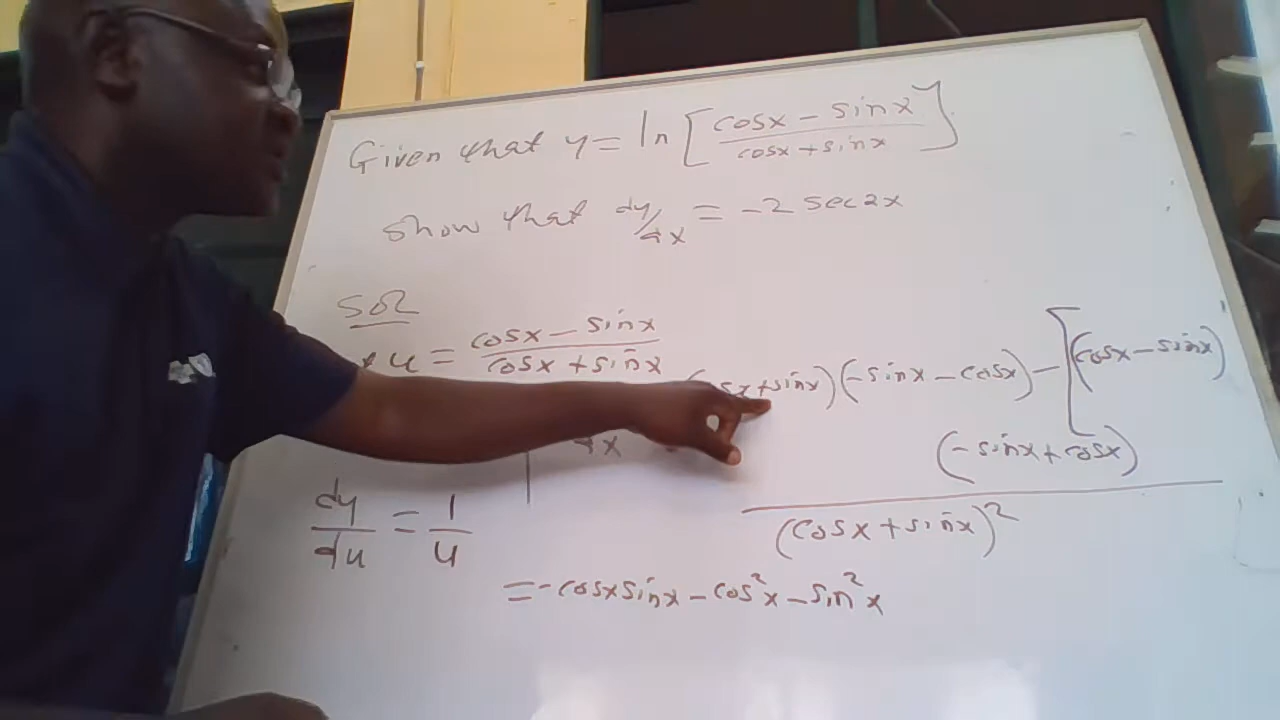 Given that y = ln [ (cosx - sinx) / (cosx + sinx) ]
show that dy/dx = -2 sec2x
SOL
u = (cosx - sinx) / (cosx + sinx)
dx
+sinx)(-sinx - cosx) - [(cosx - sinx)
(-sinx + cosx)
(cosx + sinx)²
dy/du = 1/u
= -cosxsinx - cos²x - sin²x